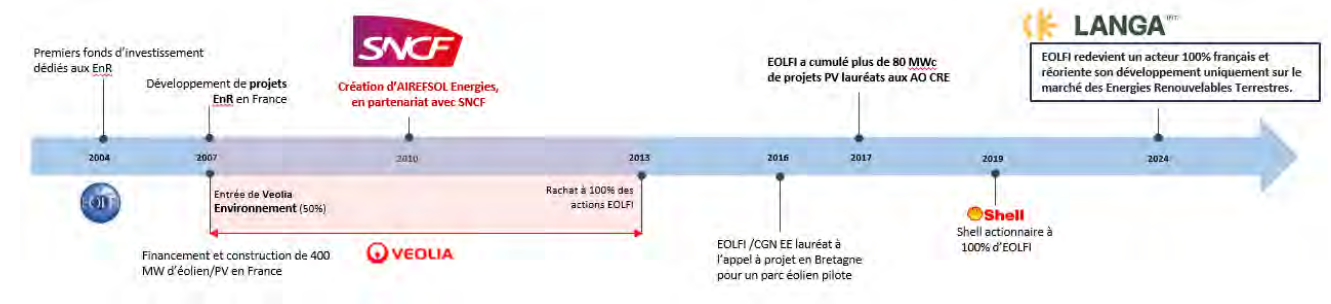 Premiers fonds d'investissement
dédiés aux EnR
Développement de projets
EnR en France
SNCF
Création d'AIREFSOL Energies,
en partenariat avec SNCF
EOLFI a cumulé plus de 80 MWc
de projets PV lauréats aux AO CRE
LANGA
EOLFI redevient un acteur 100% français et
réoriente son développement uniquement sur le
marché des Energies Renouvelables Terrestres.
2004
2007
2010
2013
2016
2017
2019
2024
Entrée de Veolia
Environnement (50%)
Rachat à 100% des
actions EOLFI
Financement et construction de 400
MW d'éolien/PV en France
VEOLIA
EOLFI /CGN EE lauréat à
l'appel à projet en Bretagne
pour un parc éolien pilote
Shell
Shell actionnaire à
100% d'EOLFI